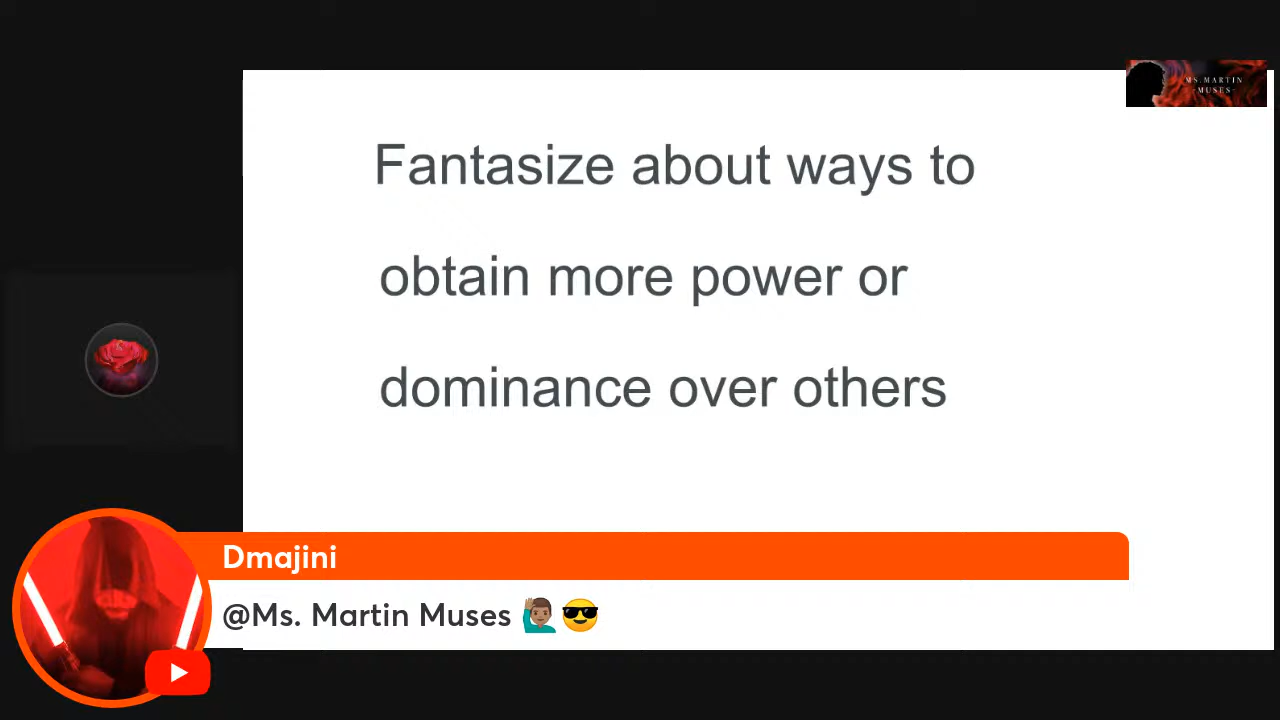 MS. MARTIN
-MUSES-
Fantasize about ways to
obtain more power or
dominance over others
Dmajini
@Ms. Martin Muses 🙋🏽‍♂️😎